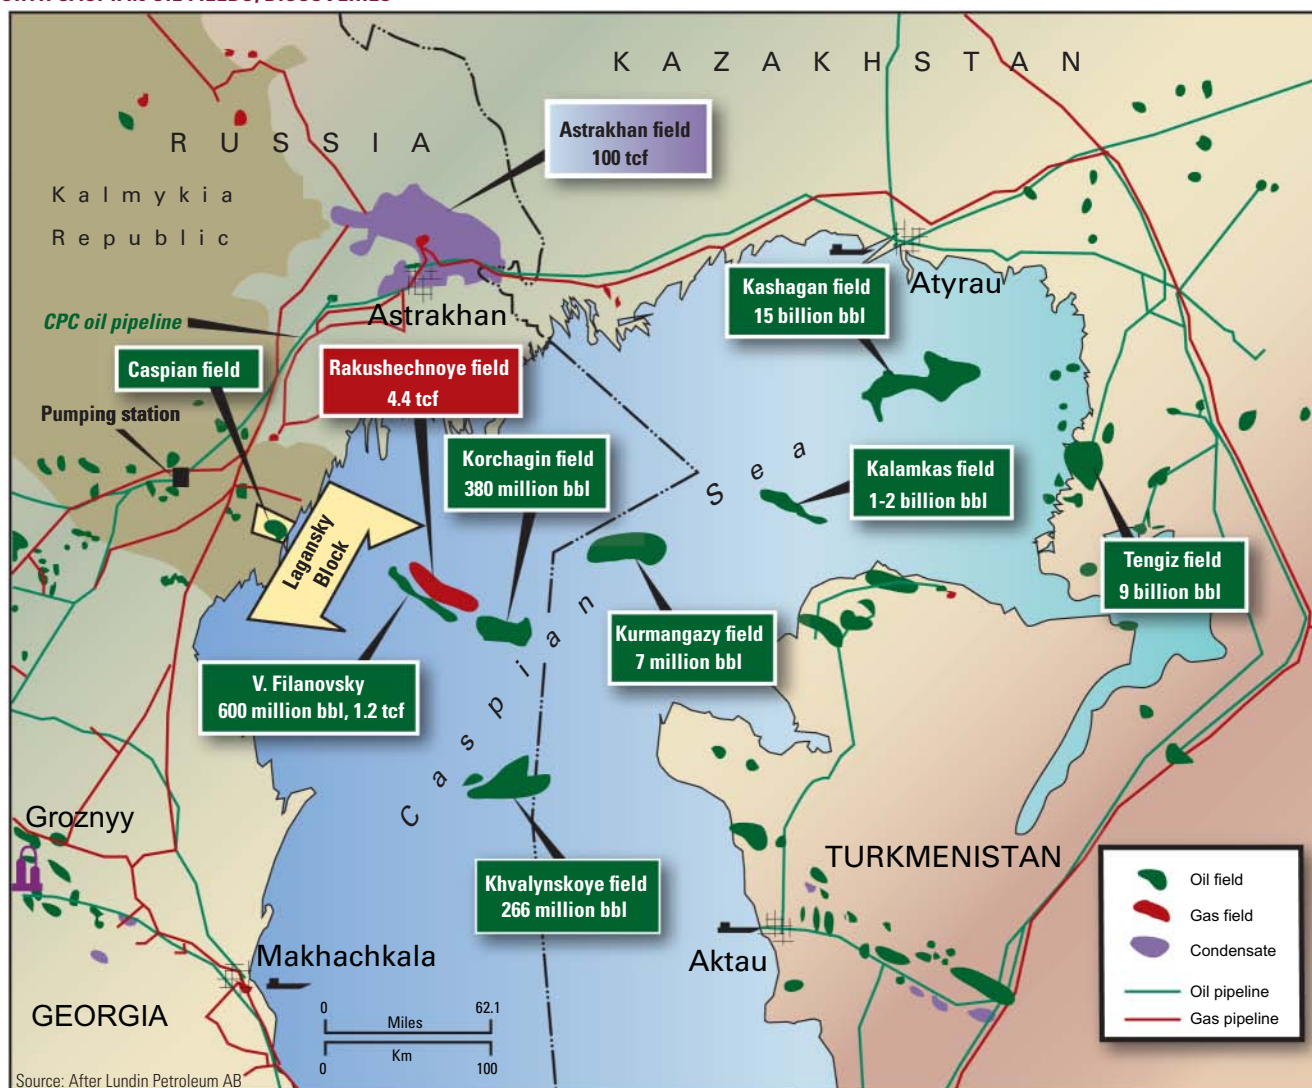 K A Z A K H S T A N
R U S S I A
Kalmykia
Republic
Astrakhan field
100 tcf
Astrakhan
Atyrau
CPC oil pipeline
Kashagan field
15 billion bbl
Caspian field
Rakushechnoye field
4.4 tcf
Pumping station
Korchagin field
380 million bbl
Kalamkas field
1-2 billion bbl
Lagansky
Block
Tengiz field
9 billion bbl
Kurmangazy field
7 million bbl
V. Filanovsky
600 million bbl, 1.2 tcf
Caspian Sea
Khvalynskoye field
266 million bbl
Groznyy
TURKMENISTAN
Makhachkala
Aktau
GEORGIA
0 62.1
Miles
Km
0 100
Oil field
Gas field
Condensate
Oil pipeline
Gas pipeline
Source: After Lundin Petroleum AB